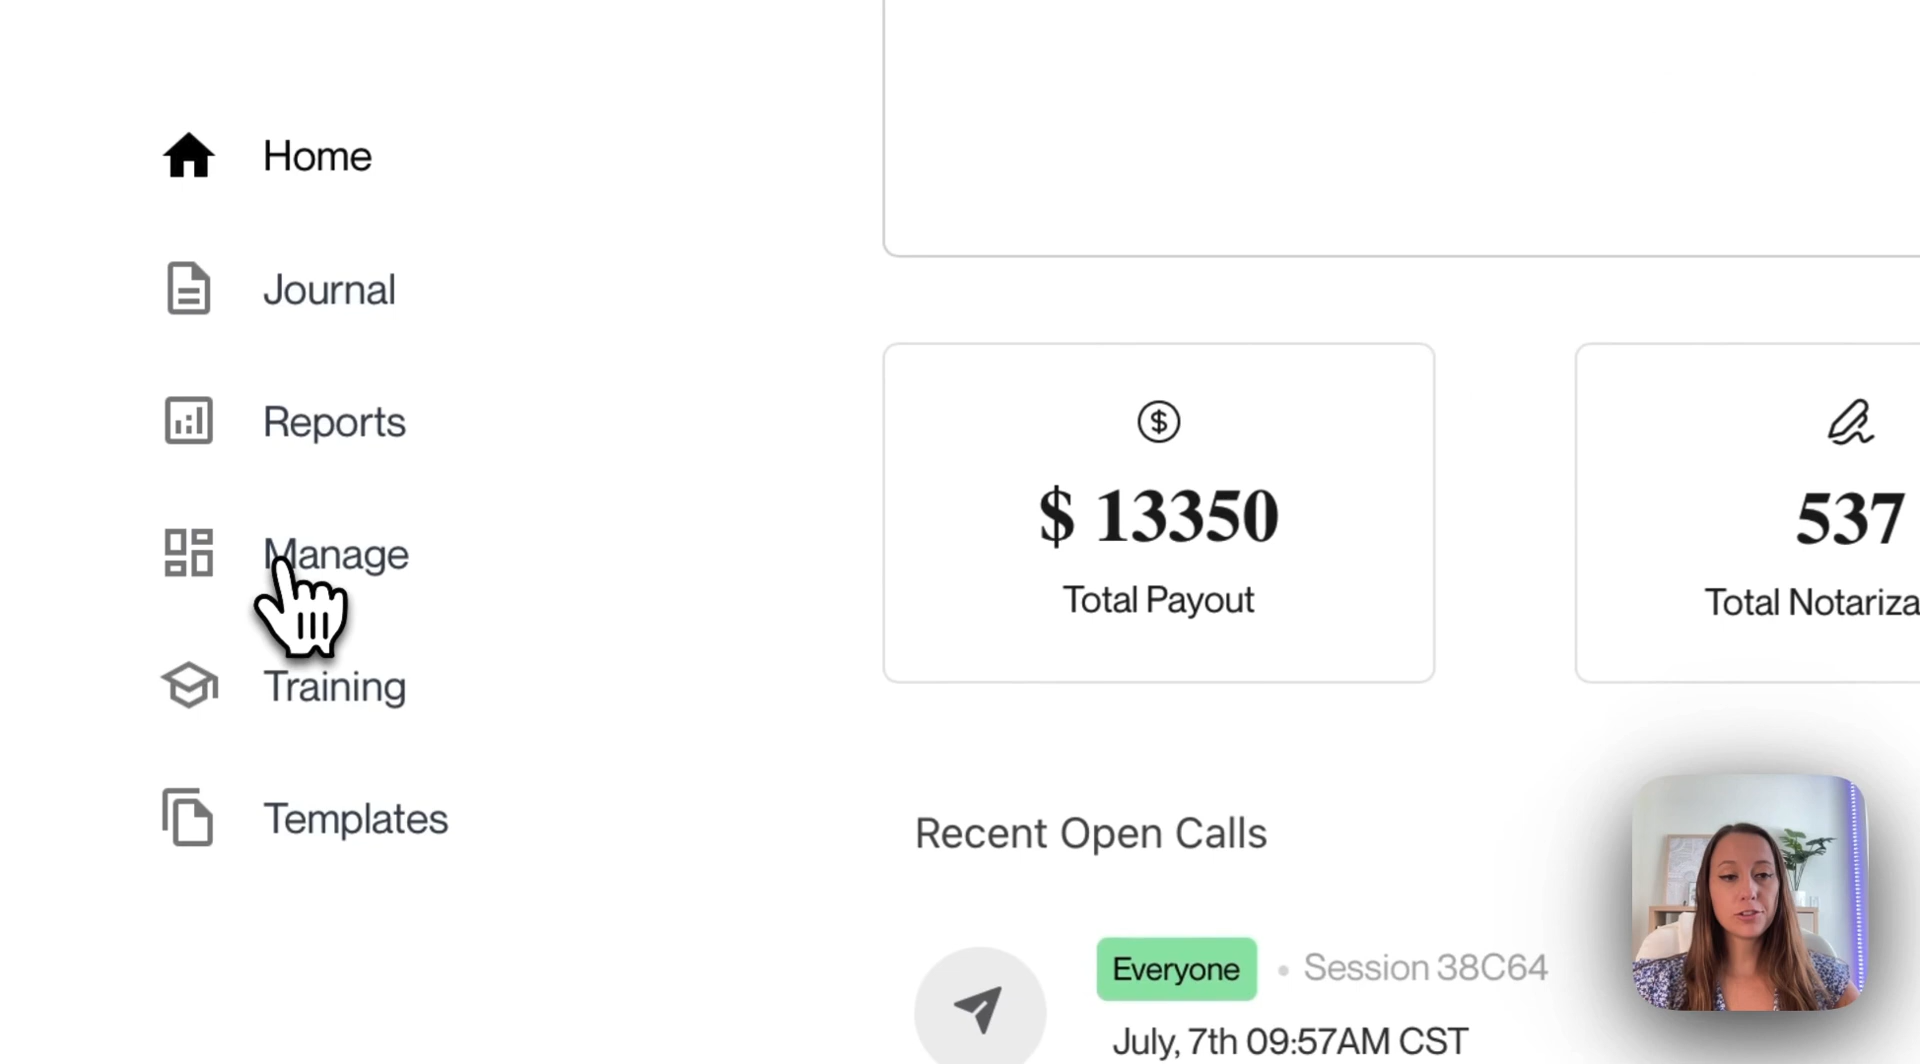 Home
Journal
Reports
Manage
Training
Templates
$ 13350
Total Payout
537
Total Notariza
Recent Open Calls
Everyone • Session 38C64
July, 7th 09:57AM CST